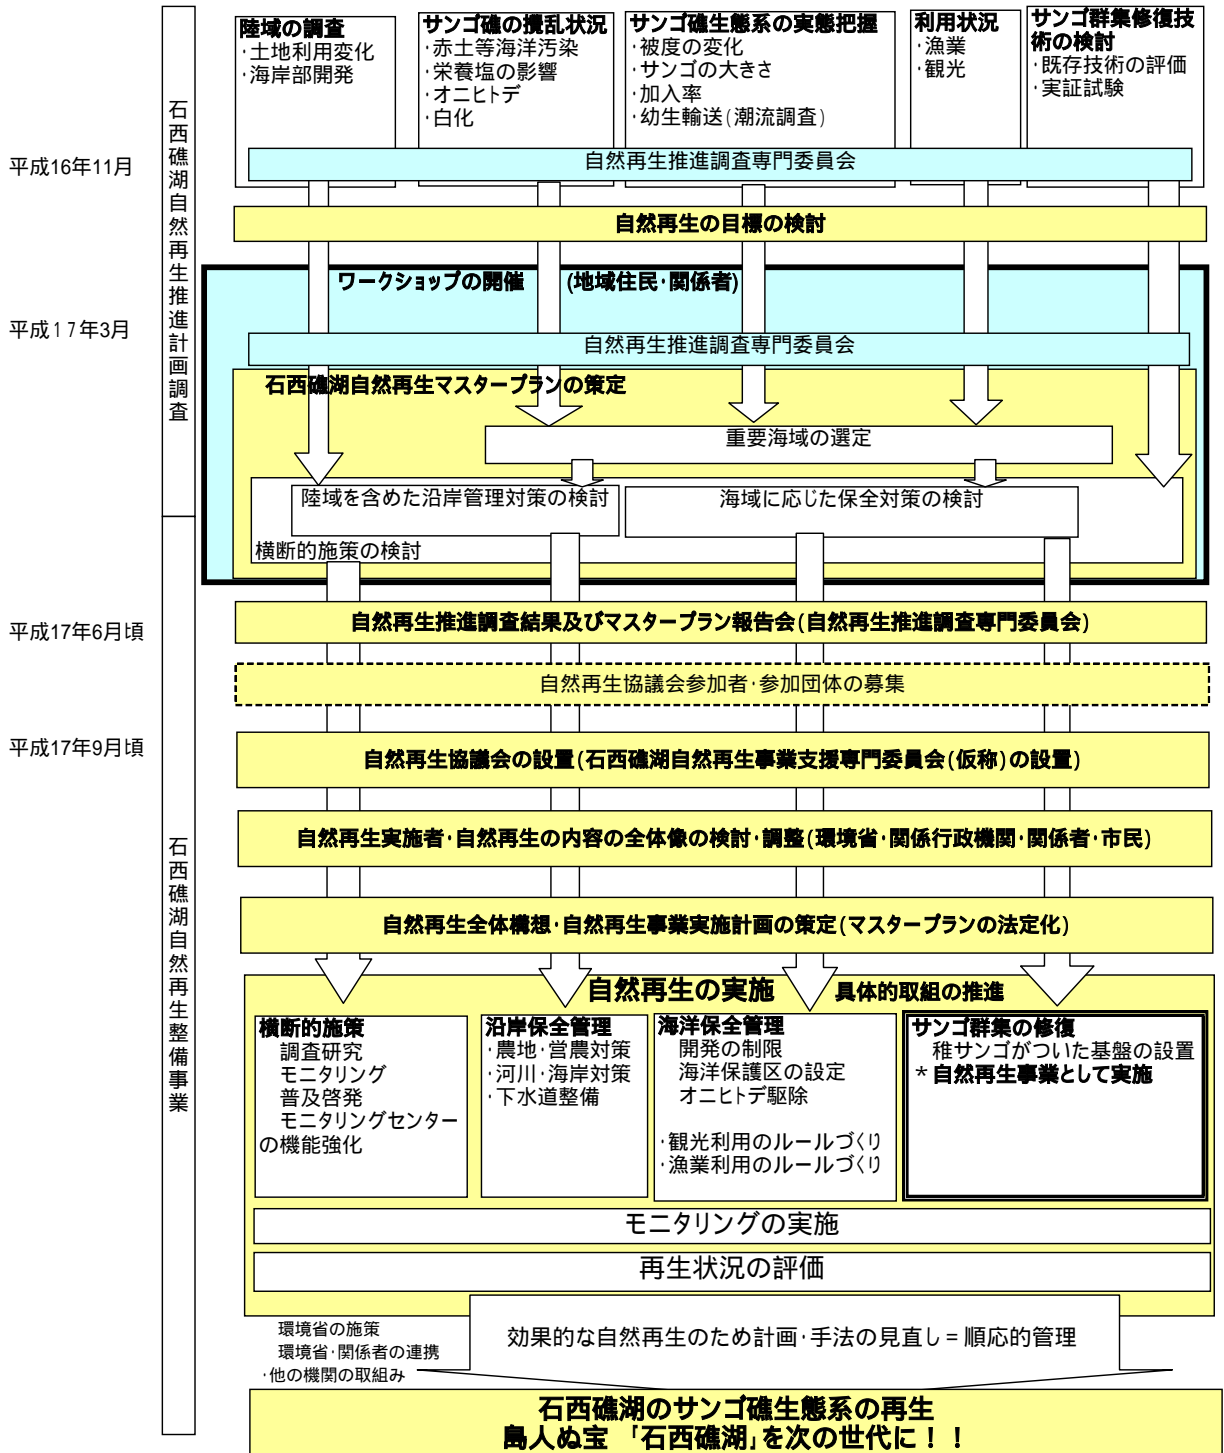 陸域の調査
·土地利用変化
·海岸部開発
サンゴ礁の攪乱状況
·赤土等海洋汚染
·栄養塩の影響
·オニヒトデ
·白化
サンゴ礁生態系の実態把握
·被度の変化
·サンゴの大きさ
·加入率
·幼生輸送(潮流調査)
利用状況
·漁業
·観光
サンゴ群集修復技
術の検討
·既存技術の評価
·実証試験
石西礁湖自然再生推進計画調査
平成16年11月
自然再生推進調査専門委員会
自然再生の目標の検討
ワークショップの開催　(地域住民·関係者)
平成17年3月
自然再生推進調査専門委員会
石西礁湖自然再生マスタープランの策定
重要海域の選定
陸域を含めた沿岸管理対策の検討
海域に応じた保全対策の検討
横断的施策の検討
平成17年6月頃
自然再生推進調査結果及びマスタープラン報告会(自然再生推進調査専門委員会)
自然再生協議会参加者·参加団体の募集
平成17年9月頃
自然再生協議会の設置(石西礁湖自然再生事業支援専門委員会(仮称)の設置)
石西礁湖自然再生整備事業
自然再生実施者·自然再生の内容の全体像の検討·調整(環境省·関係行政機関·関係者·市民)
自然再生全体構想·自然再生事業実施計画の策定(マスタープランの法定化)
自然再生の実施　具体的取組の推進
横断的施策
調査研究
モニタリング
普及啓発
モニタリングセンター
の機能強化
沿岸保全管理
·農地·営農対策
·河川·海岸対策
·下水道整備
海洋保全管理
開発の制限
海洋保護区の設定
オニヒトデ駆除
·観光利用のルールづくり
·漁業利用のルールづくり
サンゴ群集の修復
稚サンゴがついた基盤の設置
*自然再生事業として実施
モニタリングの実施
再生状況の評価
環境省の施策
環境省·関係者の連携
·他の機関の取組み
効果的な自然再生のため計画·手法の見直し=順応的管理
石西礁湖のサンゴ礁生態系の再生
島人ぬ宝 「石西礁湖」を次の世代に！！